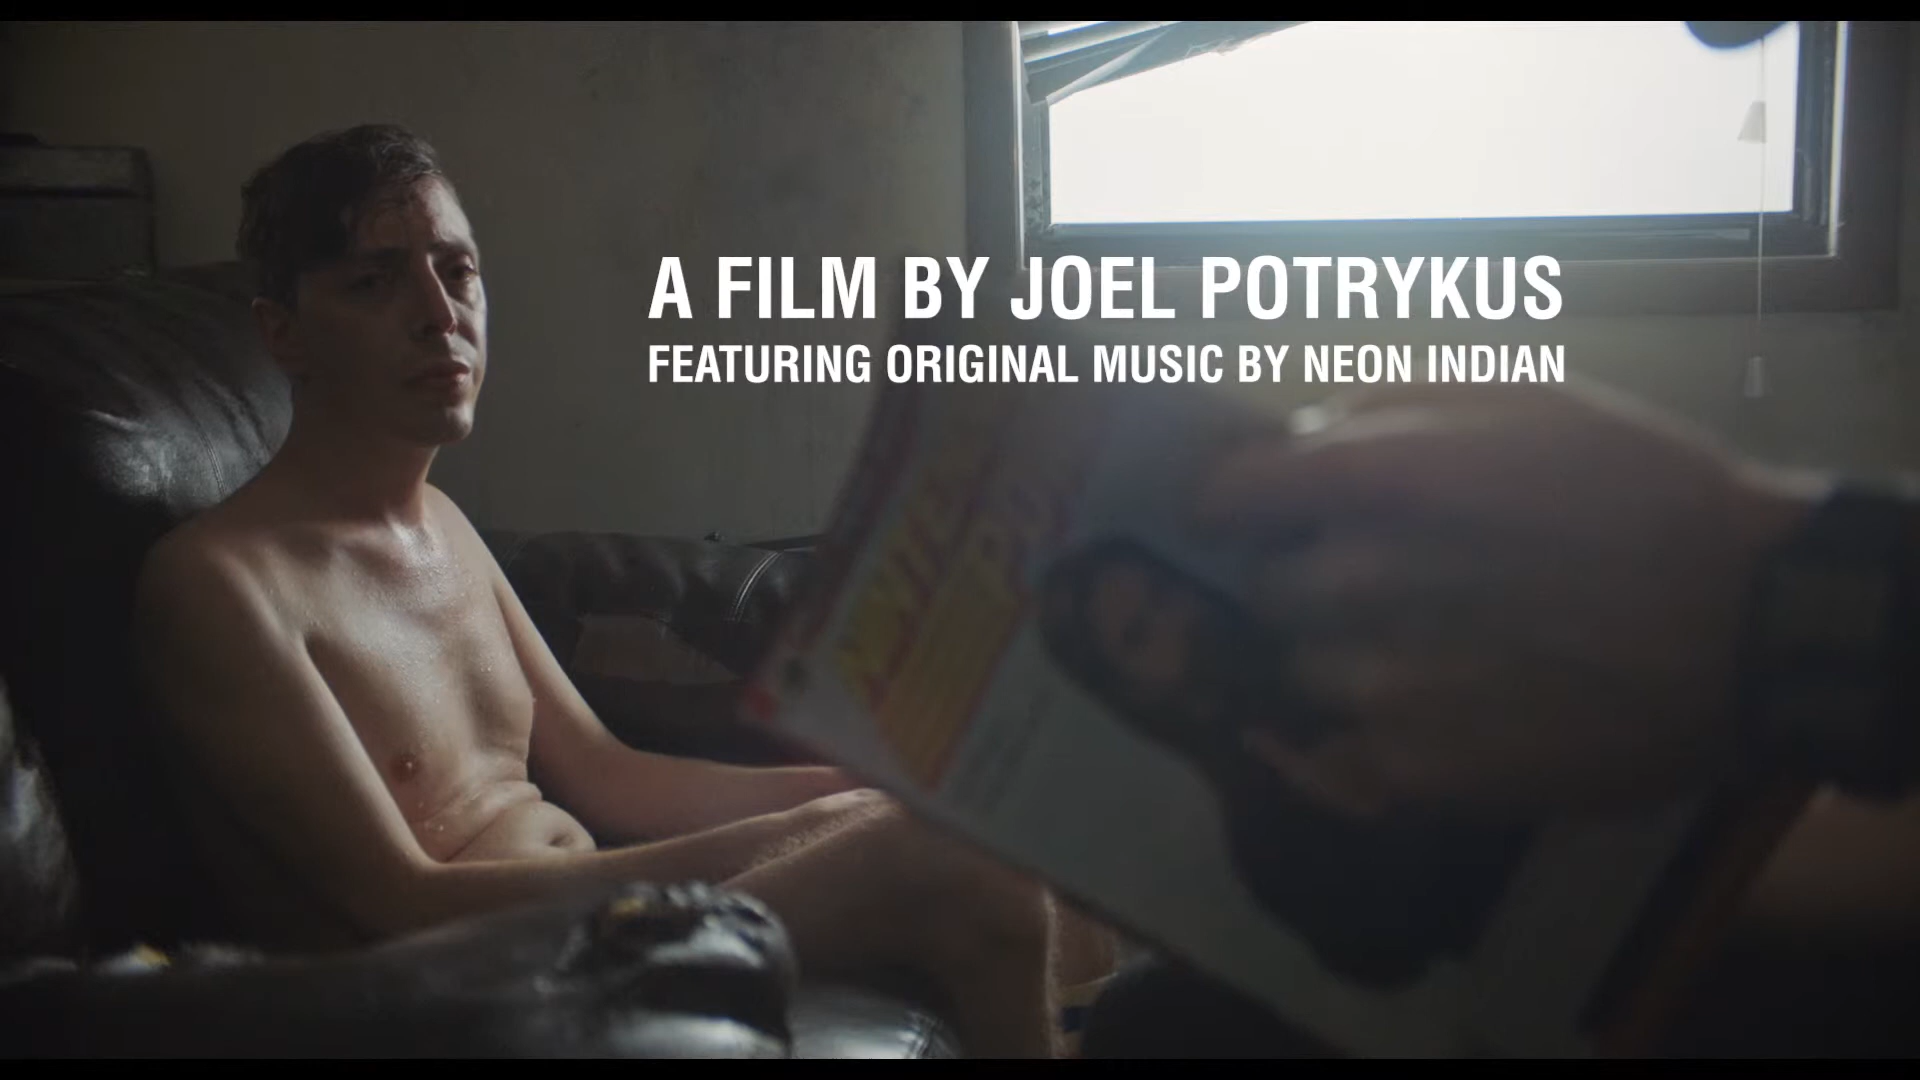 A FILM BY JOEL POTRYKUS
FEATURING ORIGINAL MUSIC BY NEON INDIAN